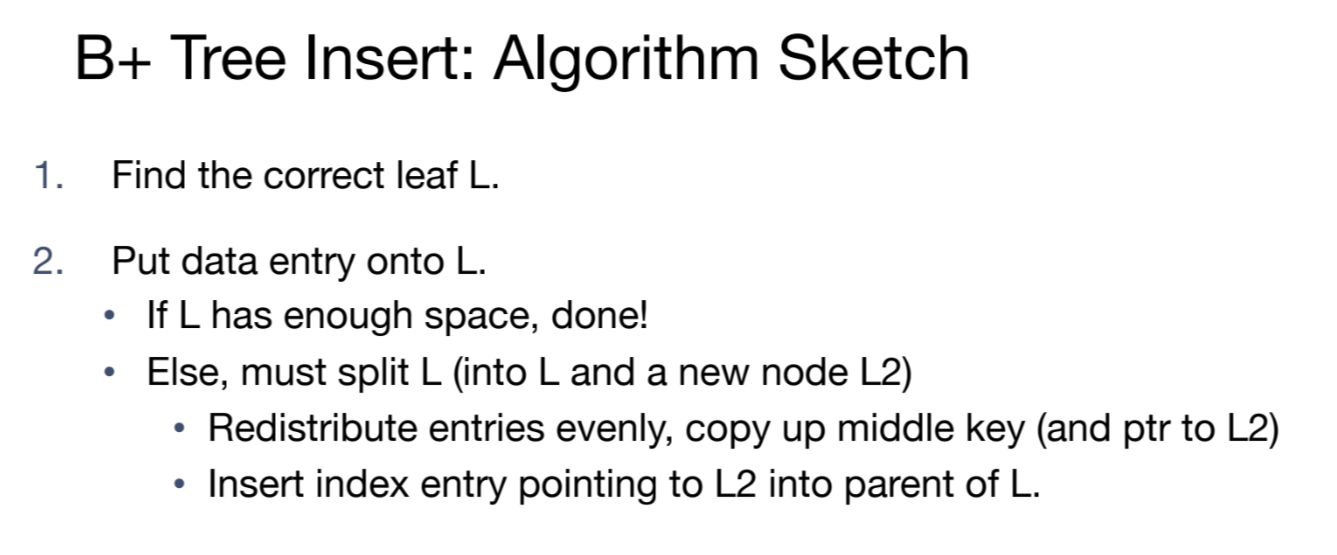 B+ Tree Insert: Algorithm Sketch
1. Find the correct leaf L.
2. Put data entry onto L.
• If L has enough space, done!
• Else, must split L (into L and a new node L2)
• Redistribute entries evenly, copy up middle key (and ptr to L2)
• Insert index entry pointing to L2 into parent of L.